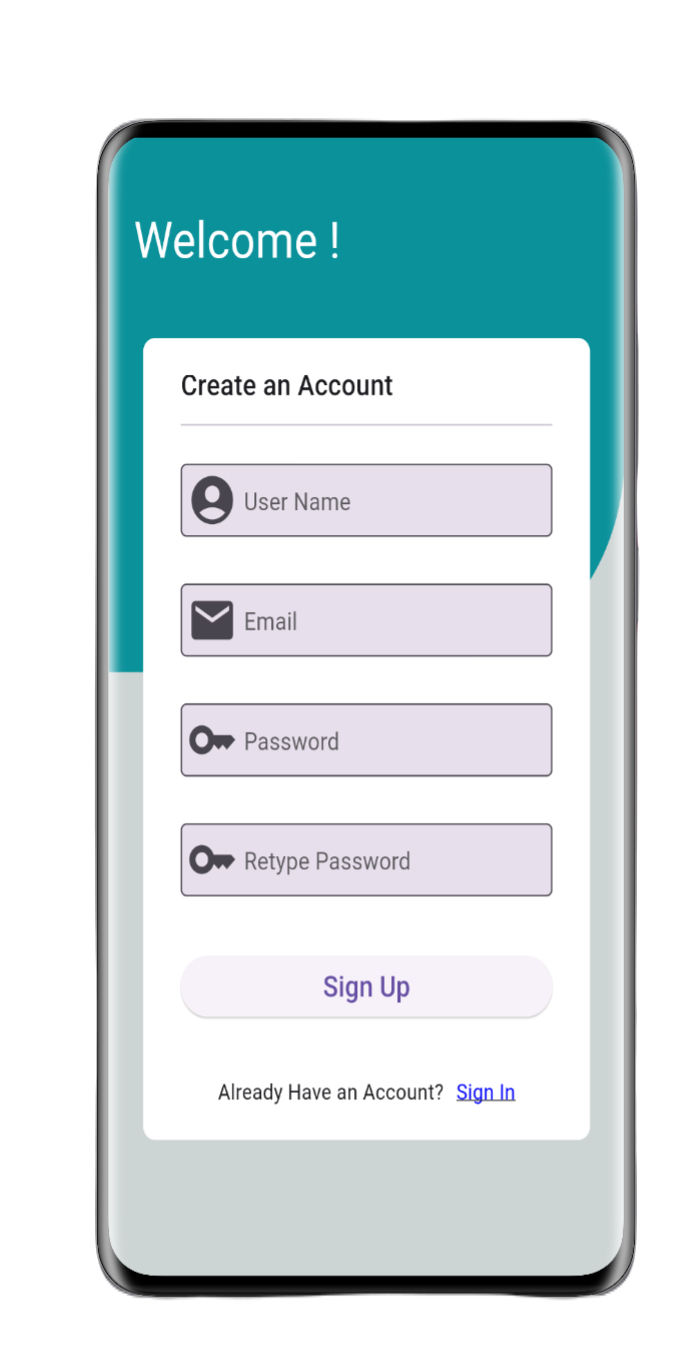 Welcome !
Create an Account
User Name
Email
Password
Retype Password
Sign Up
Already Have an Account? Sign In